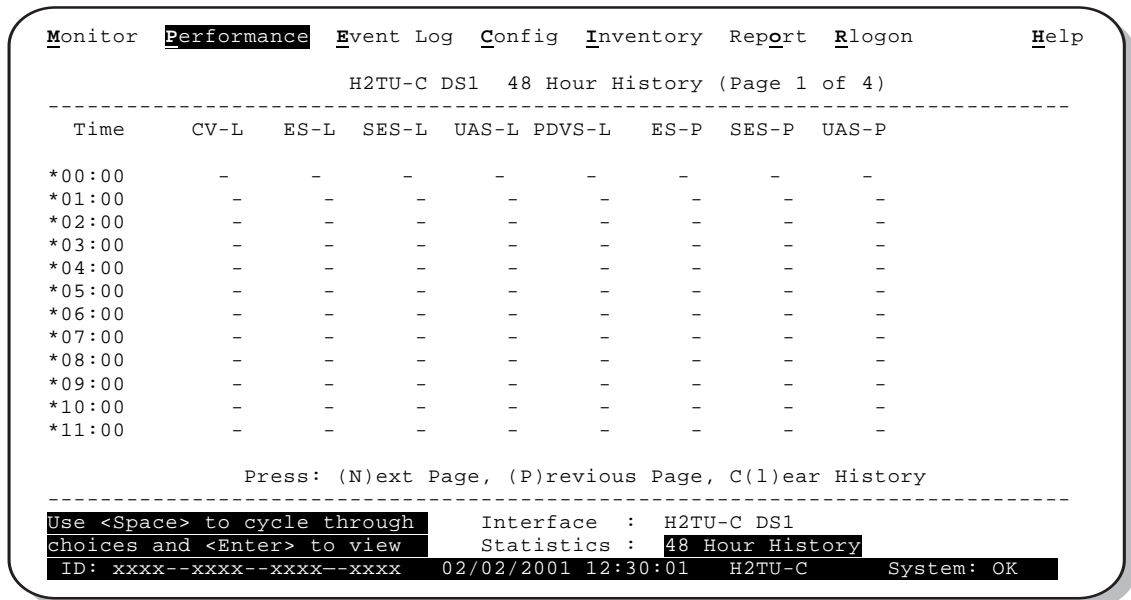 Monitor  Performance  Event Log  Config  Inventory  Report  Rlogon  Help
H2TU-C DS1  48 Hour History (Page 1 of 4)
--------------------------------------------------------------------------------
Time  CV-L  ES-L  SES-L  UAS-L  PDVS-L  ES-P  SES-P  UAS-P
*00:00  -  -  -  -  -  -  -  -
*01:00  -  -  -  -  -  -  -  -
*02:00  -  -  -  -  -  -  -  -
*03:00  -  -  -  -  -  -  -  -
*04:00  -  -  -  -  -  -  -  -
*05:00  -  -  -  -  -  -  -  -
*06:00  -  -  -  -  -  -  -  -
*07:00  -  -  -  -  -  -  -  -
*08:00  -  -  -  -  -  -  -  -
*09:00  -  -  -  -  -  -  -  -
*10:00  -  -  -  -  -  -  -  -
*11:00  -  -  -  -  -  -  -  -
Press: (N)ext Page, (P)revious Page, C(l)ear History
--------------------------------------------------------------------------------
Use <Space> to cycle through  Interface  :  H2TU-C DS1
choices and <Enter> to view  Statistics :  48 Hour History
ID: xxxx--xxxx--xxxx--xxxx  02/02/2001 12:30:01  H2TU-C  System: OK